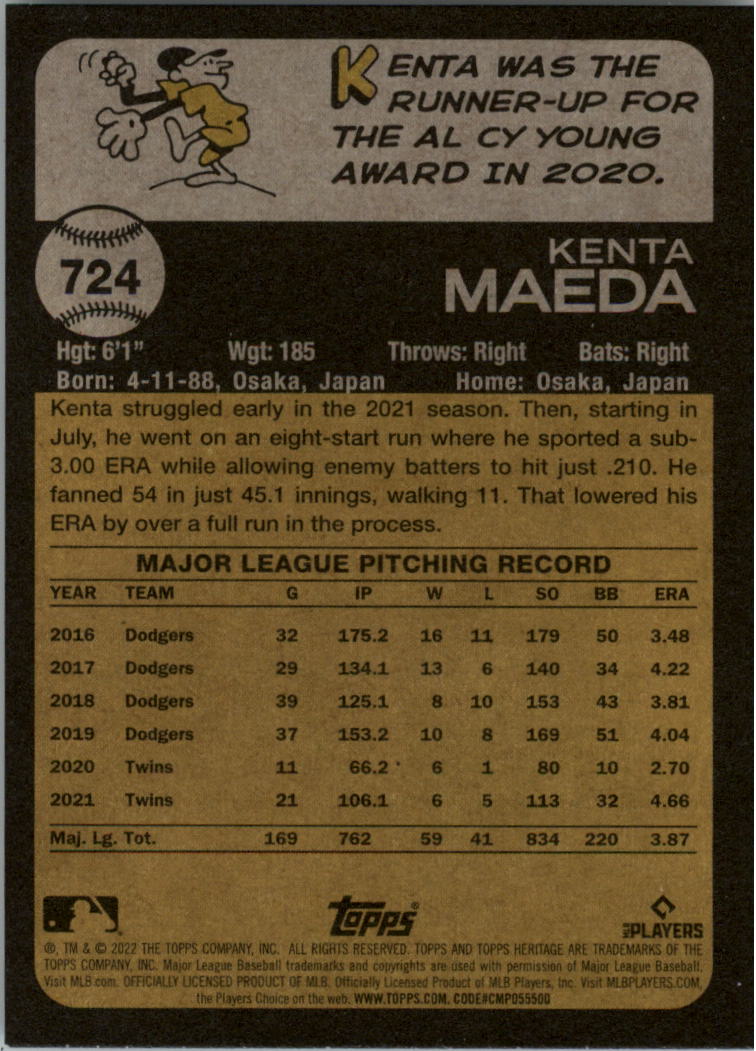 KENTA WAS THE
RUNNER-UP FOR
THE AL CY YOUNG
AWARD IN 2020.
724
KENTA
MAEDA
Hgt: 6'1" Wgt: 185 Throws: Right Bats: Right
Born: 4-11-88, Osaka, Japan Home: Osaka, Japan
Kenta struggled early in the 2021 season. Then, starting in
July, he went on an eight-start run where he sported a sub-
3.00 ERA while allowing enemy batters to hit just .210. He
fanned 54 in just 45.1 innings, walking 11. That lowered his
ERA by over a full run in the process.
MAJOR LEAGUE PITCHING RECORD
YEAR TEAM G IP W L SO BB ERA
2016 Dodgers 32 175.2 16 11 179 50 3.48
2017 Dodgers 29 134.1 13 6 140 34 4.22
2018 Dodgers 39 125.1 8 10 153 43 3.81
2019 Dodgers 37 153.2 10 8 169 51 4.04
2020 Twins 11 66.2 6 1 80 10 2.70
2021 Twins 21 106.1 6 5 113 32 4.66
Maj. Lg. Tot. 169 762 59 41 834 220 3.87
Topps®
MLB PLAYERS
®, TM & © 2022 THE TOPPS COMPANY, INC. ALL RIGHTS RESERVED. TOPPS AND TOPPS HERITAGE ARE TRADEMARKS OF THE
TOPPS COMPANY, INC. Major League Baseball trademarks and copyrights are used with permission of Major League Baseball.
Visit MLB.com. OFFICIALLY LICENSED PRODUCT OF MLB. Officially Licensed Product of MLB Players, Inc. Visit MLBPLAYERS.COM,
the Players Choice on the web. WWW.TOPPS.COM. CODE#CMP055500